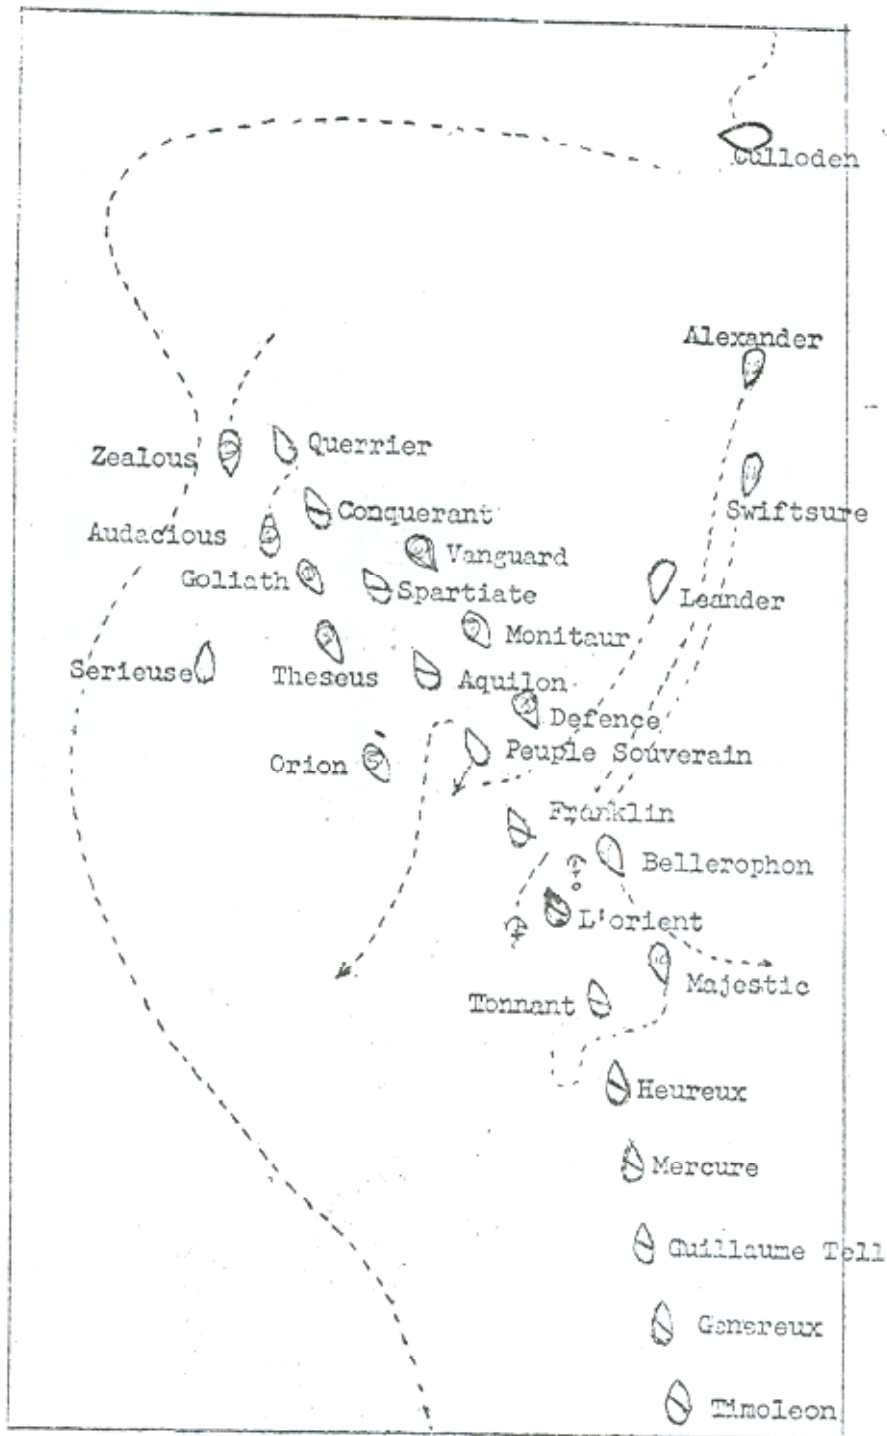 Culloden
Alexander
Zealous
Querrier
Swiftsure
Conquerant
Audacious
Vanguard
Goliath
Spartiate
Leander
Monitaur
Serieuse
Theseus
Aquilon
Defence
Orion
Peuple Souverain
Franklin
Bellerophon
L'orient
Majestic
Tonnant
Heureux
Mercure
Guillaume Tell
Genereux
Timoleon